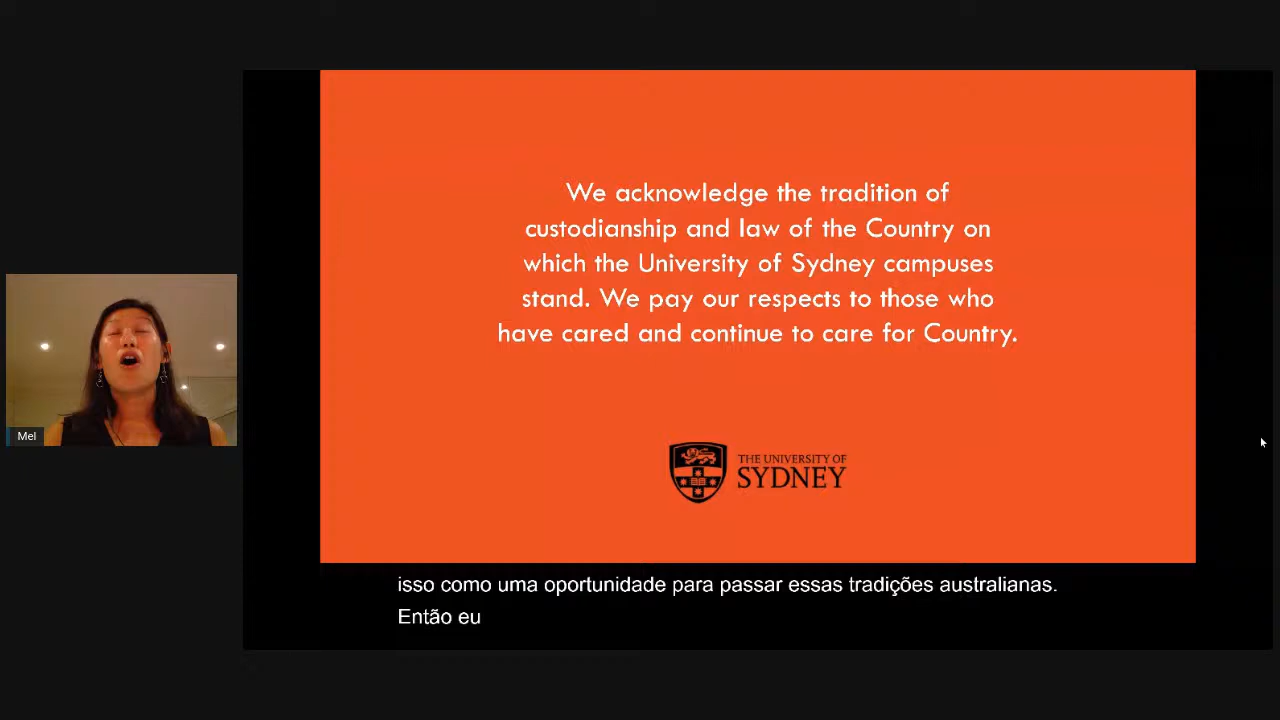 We acknowledge the tradition of
custodianship and law of the Country on
which the University of Sydney campuses
stand. We pay our respects to those who
have cared and continue to care for Country.
THE UNIVERSITY OF
SYDNEY
Mel
isso como uma oportunidade para passar essas tradições australianas.
Então eu